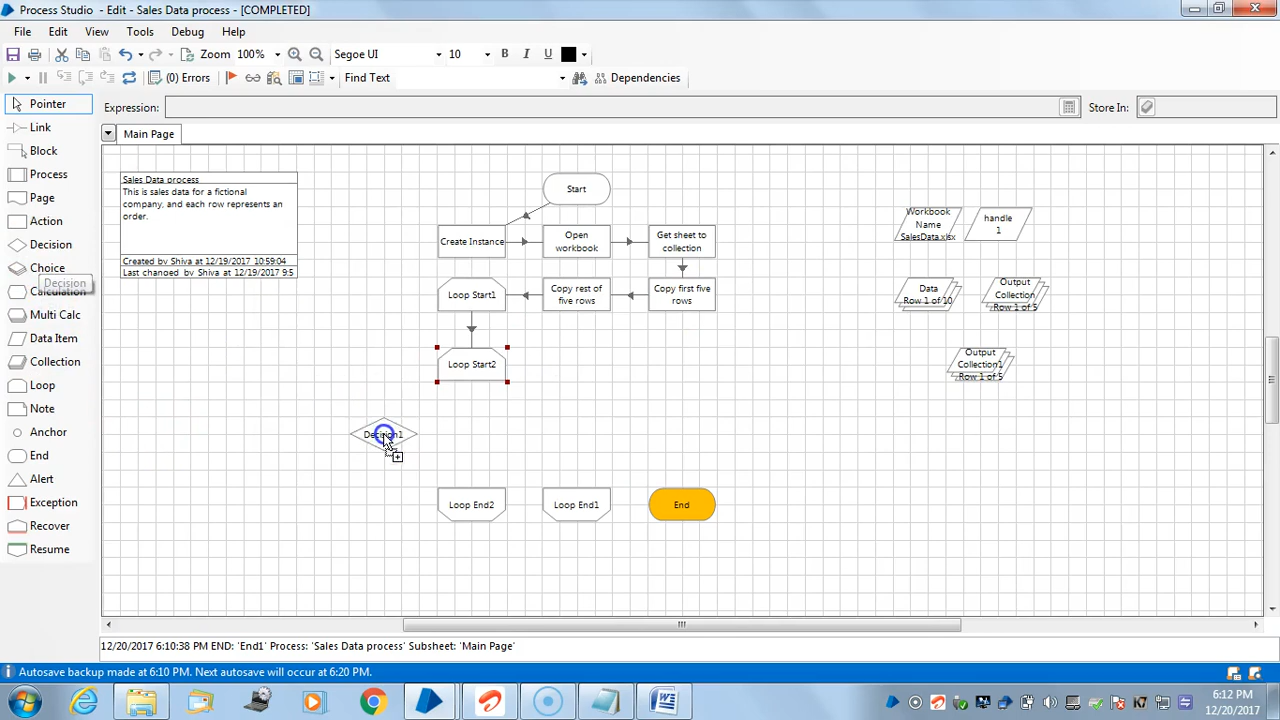 Process Studio - Edit - Sales Data process - [COMPLETED]
File Edit View Tools Debug Help
Zoom 100% Segoe UI 10 B I U
(0) Errors Find Text Dependencies
Pointer
Link
Block
Process
Page
Action
Decision
Choice
Decision
Calculation
Multi Calc
Data Item
Collection
Loop
Note
Anchor
End
Alert
Exception
Recover
Resume
Expression: Store In:
Main Page
Sales Data process
This is sales data for a fictional
company, and each row represents an
order.
Created by Shiva at 12/19/2017 10:59:04
Last changed by Shiva at 12/19/2017 9:5
Start
Create Instance
Open
workbook
Get sheet to
collection
Loop Start1
Copy rest of
five rows
Copy first five
rows
Loop Start2
Decision1
Loop End2
Loop End1
End
Workbook
Name
SalesData.xlsx
handle
1
Data
Row 1 of 10
Output
Collection
Row 1 of 5
Output
Collection1
Row 1 of 5
12/20/2017 6:10:38 PM END: 'End1' Process: 'Sales Data process' Subsheet: 'Main Page'
Autosave backup made at 6:10 PM. Next autosave will occur at 6:20 PM.
6:12 PM
12/20/2017